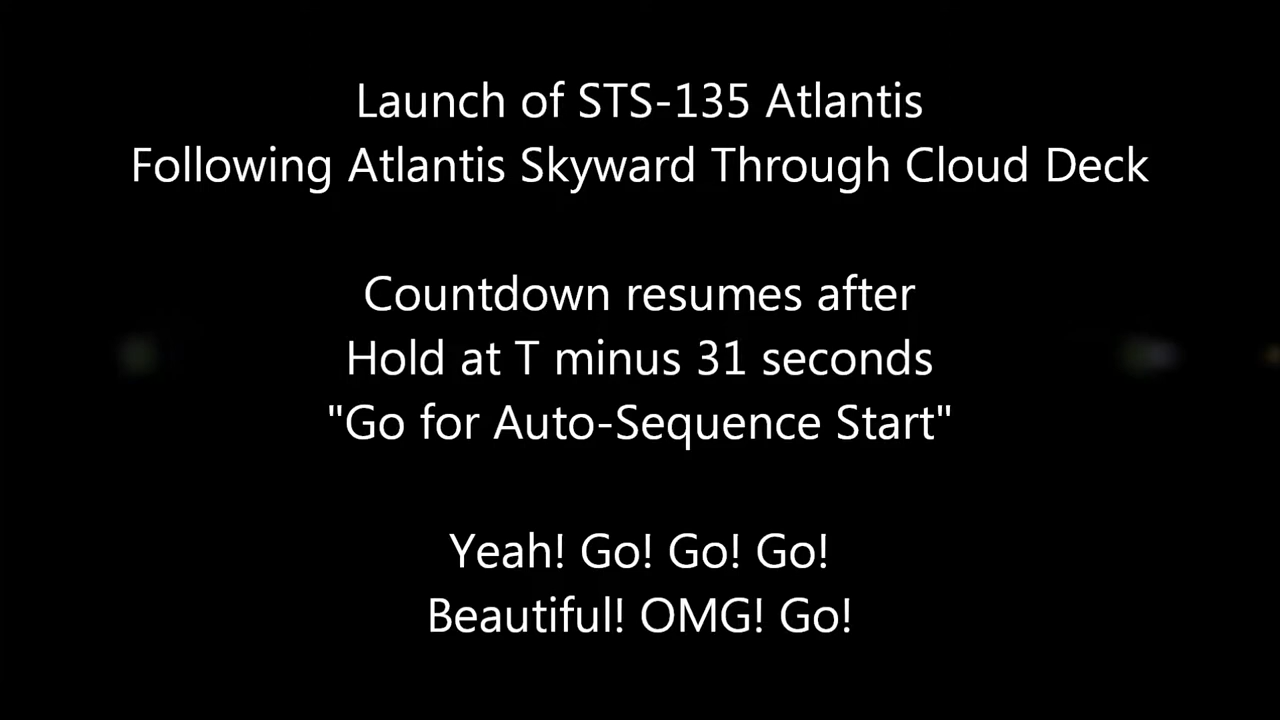 Launch of STS-135 Atlantis
Following Atlantis Skyward Through Cloud Deck
Countdown resumes after
Hold at T minus 31 seconds
"Go for Auto-Sequence Start"
Yeah! Go! Go! Go!
Beautiful! OMG! Go!